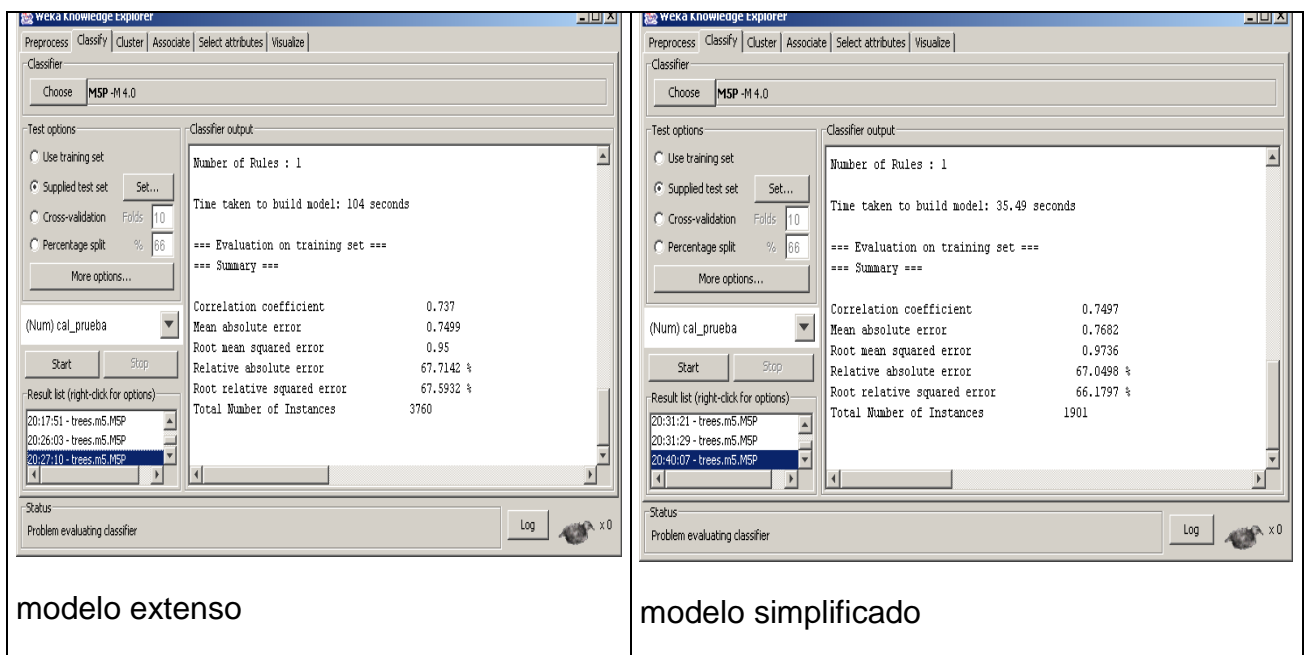 Weka Knowledge Explorer
Preprocess Classify Cluster Associate Select attributes Visualize
Classifier
Choose M5P -M 4.0
Test options
Use training set
Supplied test set Set...
Cross-validation Folds 10
Percentage split % 66
More options...
(Num) cal_prueba
Start Stop
Result list (right-click for options)
20:17:51 - trees.m5.M5P
20:26:03 - trees.m5.M5P
20:27:10 - trees.m5.M5P
Classifier output
Number of Rules : 1
Time taken to build model: 104 seconds
=== Evaluation on training set ===
=== Summary ===
Correlation coefficient 0.737
Mean absolute error 0.7499
Root mean squared error 0.95
Relative absolute error 67.7142 %
Root relative squared error 67.5932 %
Total Number of Instances 3760
Status
Problem evaluating classifier
Log x 0
modelo extenso
Weka Knowledge Explorer
Preprocess Classify Cluster Associate Select attributes Visualize
Classifier
Choose M5P -M 4.0
Test options
Use training set
Supplied test set Set...
Cross-validation Folds 10
Percentage split % 66
More options...
(Num) cal_prueba
Start Stop
Result list (right-click for options)
20:31:21 - trees.m5.M5P
20:31:29 - trees.m5.M5P
20:40:07 - trees.m5.M5P
Classifier output
Number of Rules : 1
Time taken to build model: 35.49 seconds
=== Evaluation on training set ===
=== Summary ===
Correlation coefficient 0.7497
Mean absolute error 0.7682
Root mean squared error 0.9736
Relative absolute error 67.0498 %
Root relative squared error 66.1797 %
Total Number of Instances 1901
Status
Problem evaluating classifier
Log x 0
modelo simplificado